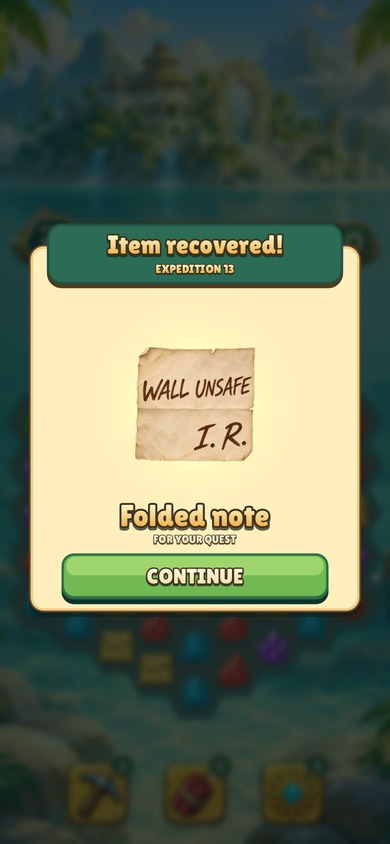 Item recovered!
EXPEDITION 13
WALL UNSAFE
I. R.
Folded note
FOR YOUR QUEST
CONTINUE